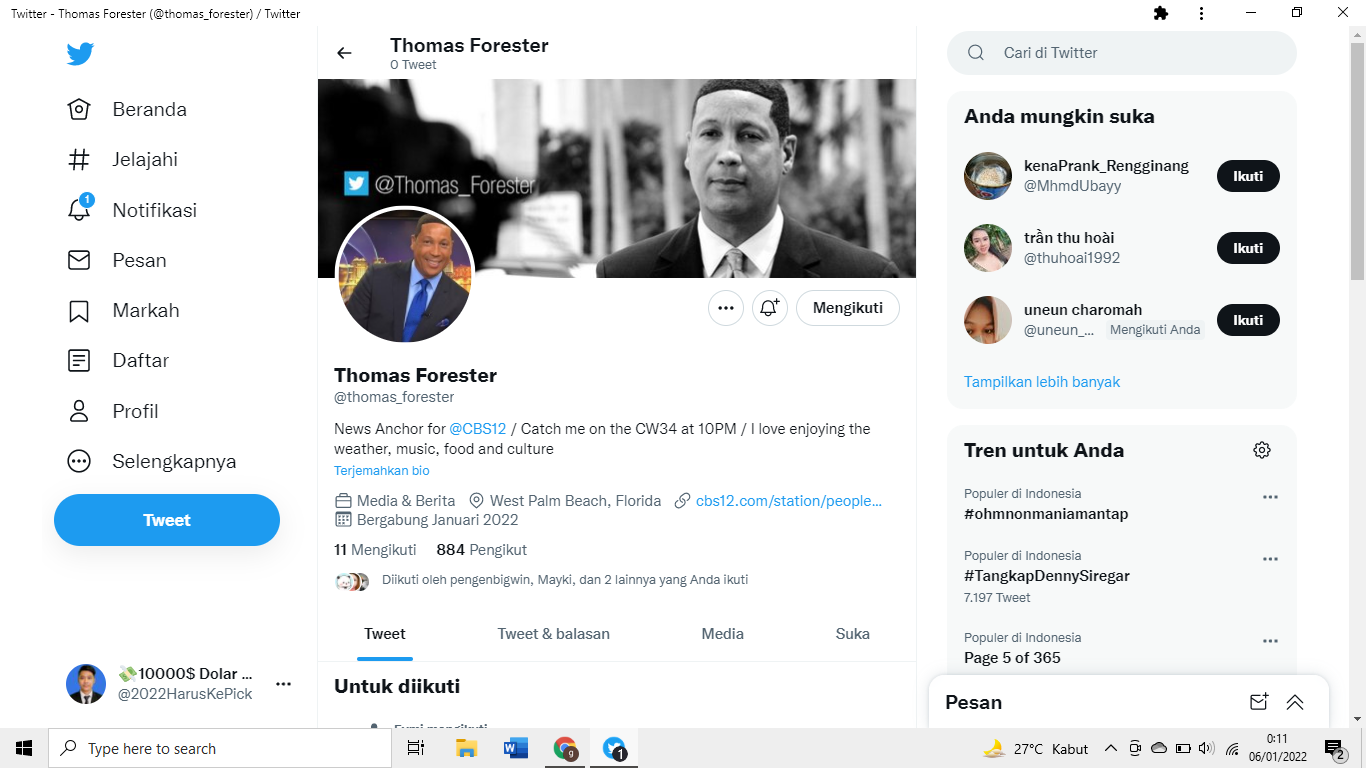 Twitter - Thomas Forester (@thomas_forester) / Twitter
Beranda
Jelajahi
1
Notifikasi
Pesan
Markah
Daftar
Profil
Selengkapnya
Tweet
💸10000$ Dolar ...
@2022HarusKePick
Thomas Forester
0 Tweet
@Thomas_Forester
Mengikuti
Thomas Forester
@thomas_forester
News Anchor for @CBS12 / Catch me on the CW34 at 10PM / I love enjoying the
weather, music, food and culture
Terjemahkan bio
Media & Berita West Palm Beach, Florida cbs12.com/station/people...
Bergabung Januari 2022
11 Mengikuti 884 Pengikut
Diikuti oleh pengenbigwin, Mayki, dan 2 lainnya yang Anda ikuti
Tweet Tweet & balasan Media Suka
Untuk diikuti
Fumi mengikuti
Cari di Twitter
Anda mungkin suka
kenaPrank_Rengginang
@MhmdUbayy
Ikuti
trần thu hoài
@thuhoai1992
Ikuti
uneun charomah
@uneun_... Mengikuti Anda
Ikuti
Tampilkan lebih banyak
Tren untuk Anda
Populer di Indonesia
#ohmnonmaniamantap
Populer di Indonesia
#TangkapDennySiregar
7.197 Tweet
Populer di Indonesia
Page 5 of 365
Pesan
Type here to search
g
1
27°C Kabut
0:11
06/01/2022
2